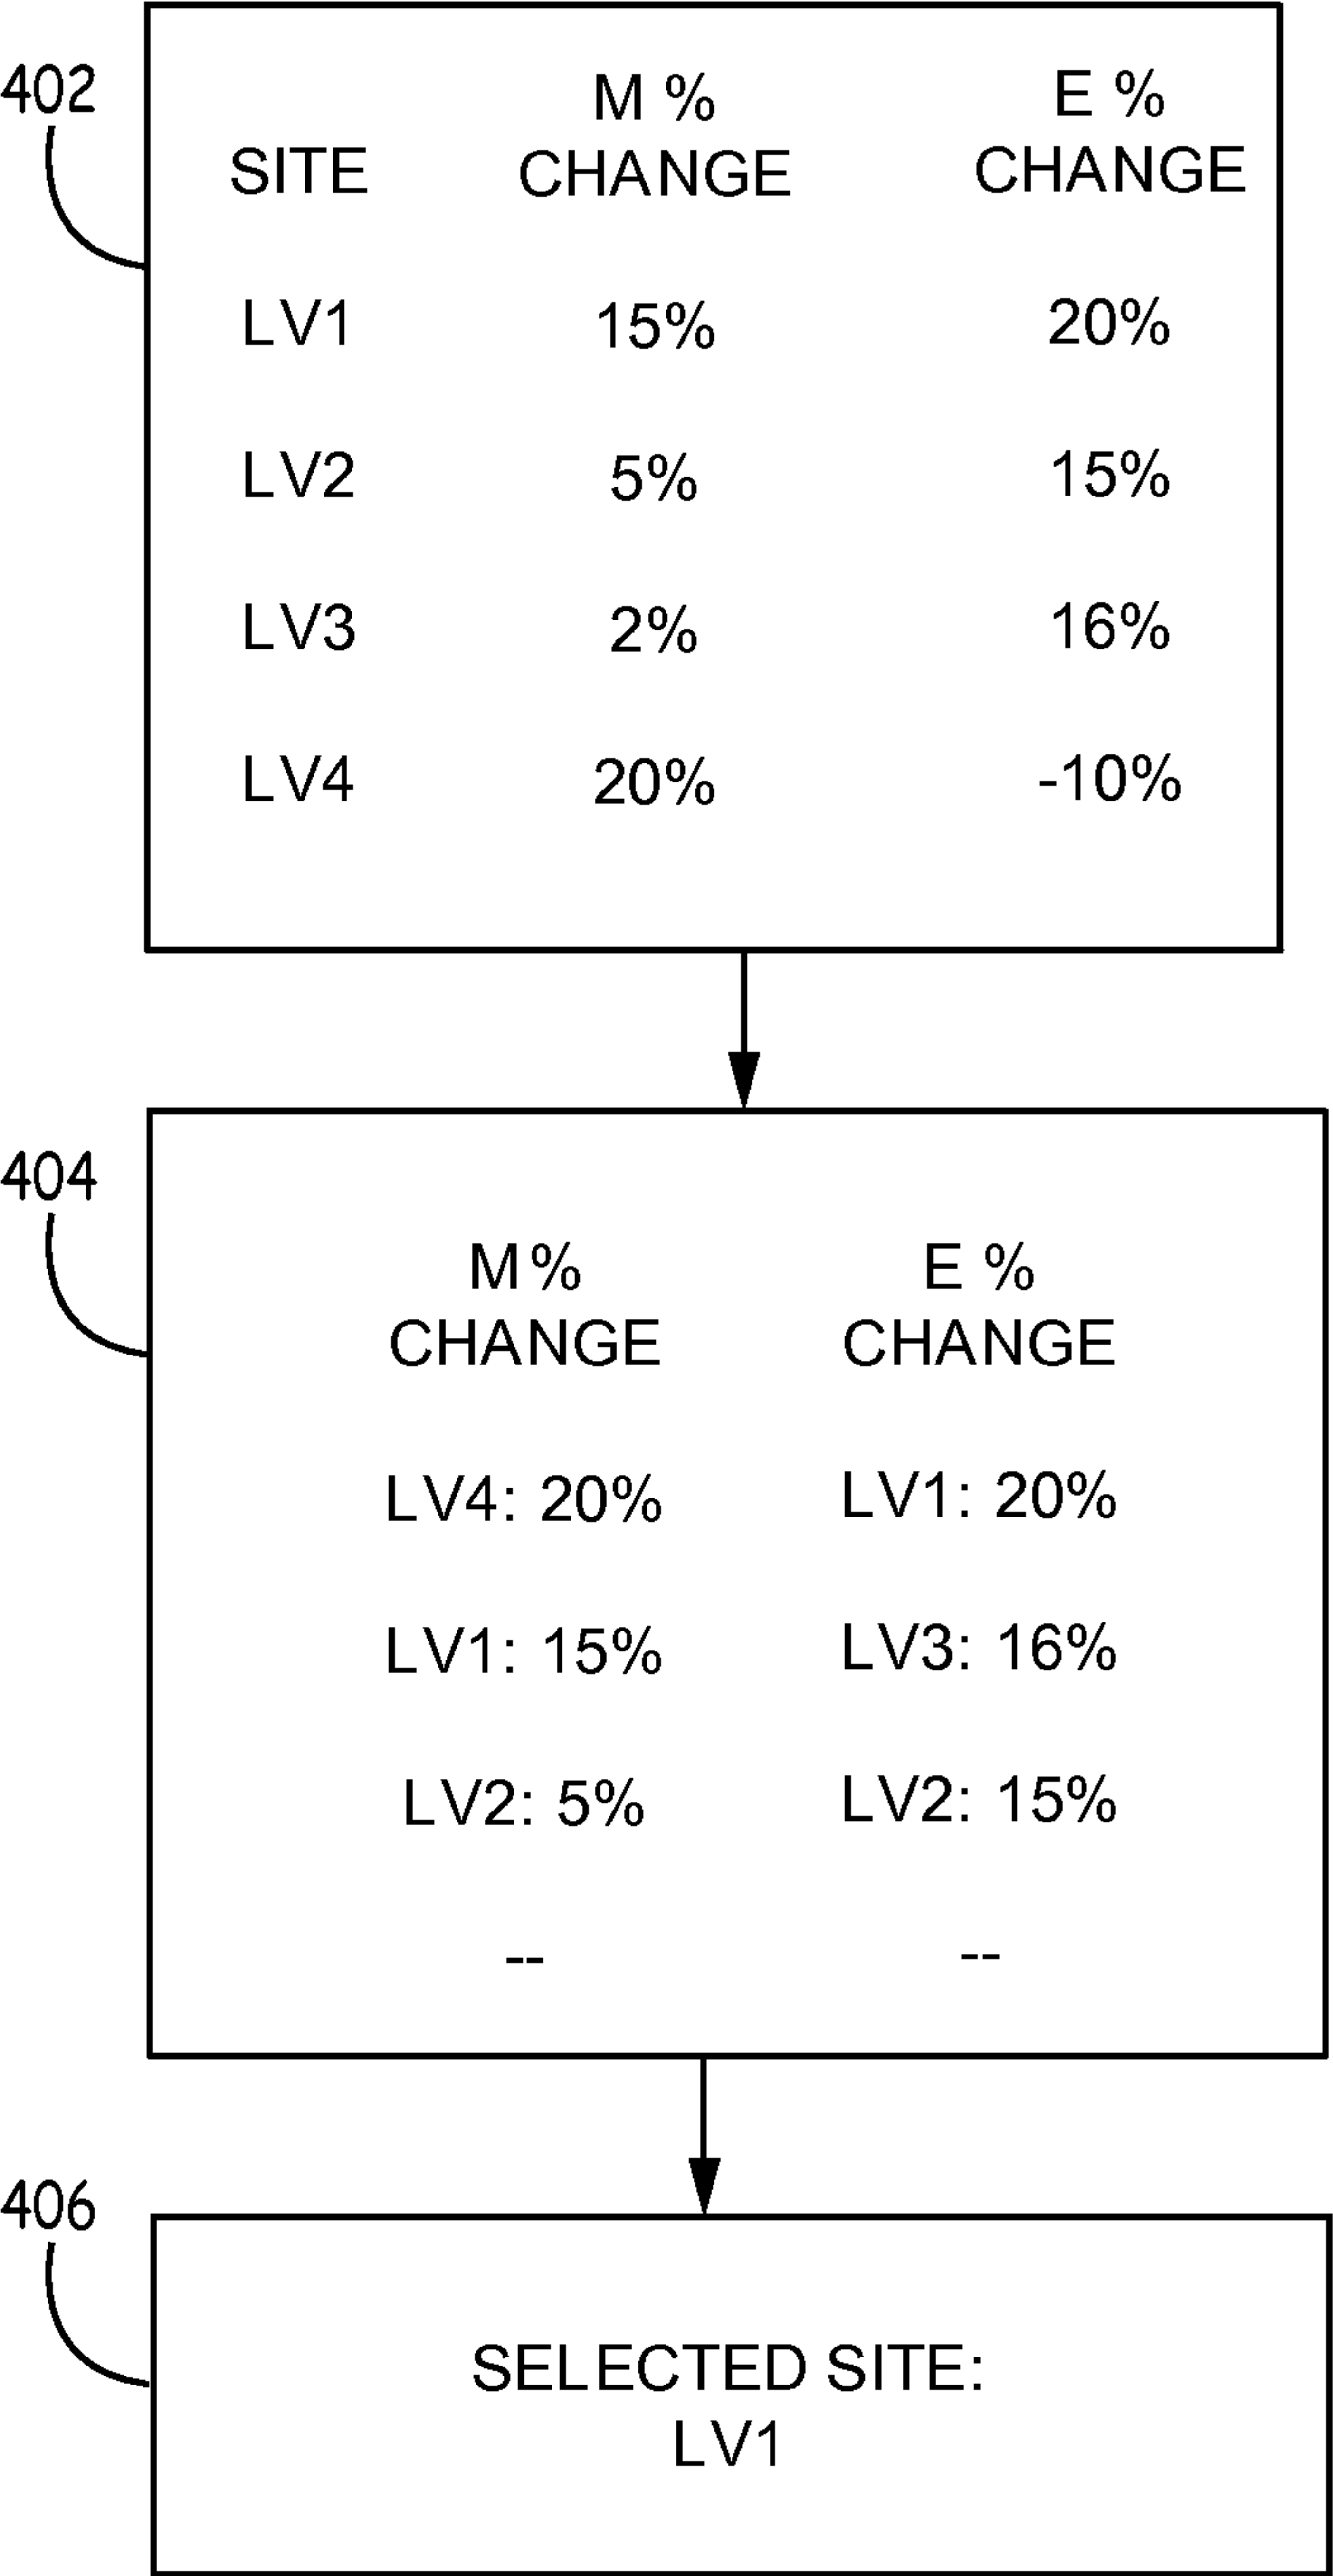 402
M %
E %
SITE
CHANGE
CHANGE
LV1 15% 20%
LV2 5% 15%
LV3 2% 16%
LV4 20% -10%
404
M %
E %
CHANGE
CHANGE
LV4: 20% LV1: 20%
LV1: 15% LV3: 16%
LV2: 5% LV2: 15%
-- --
406
SELECTED SITE:
LV1